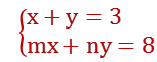 x + y = 3
mx + ny = 8